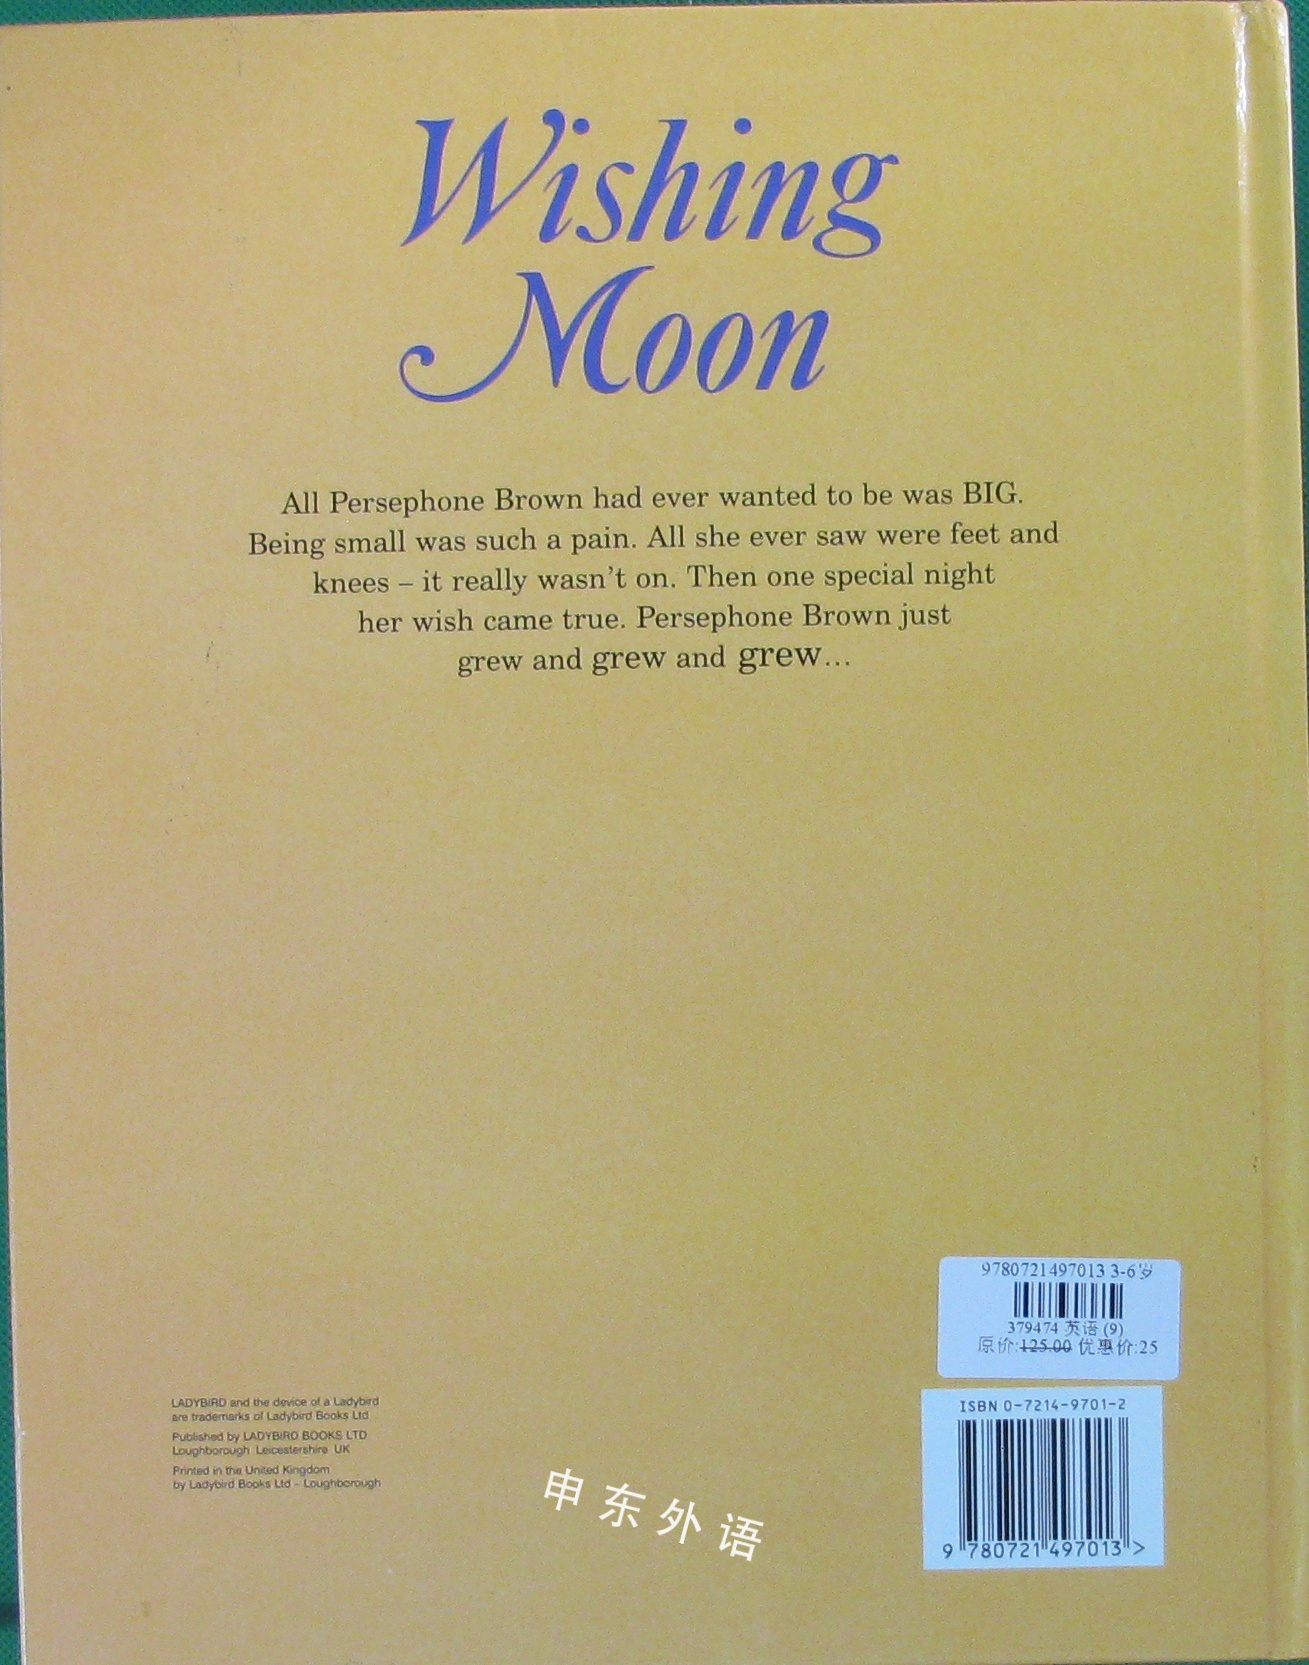 Wishing
Moon
All Persephone Brown had ever wanted to be was BIG.
Being small was such a pain. All she ever saw were feet and
knees – it really wasn't on. Then one special night
her wish came true. Persephone Brown just
grew and grew and grew...
9780721497013 3-6岁
379474 英语 (9)
原价:125.00 优惠价:25
ISBN 0-7214-9701-2
9 780721 497013 >
LADYBIRD and the device of a Ladybird
are trademarks of Ladybird Books Ltd
Published by LADYBIRD BOOKS LTD
Loughborough Leicestershire UK
Printed in the United Kingdom
by Ladybird Books Ltd – Loughborough
申东外语